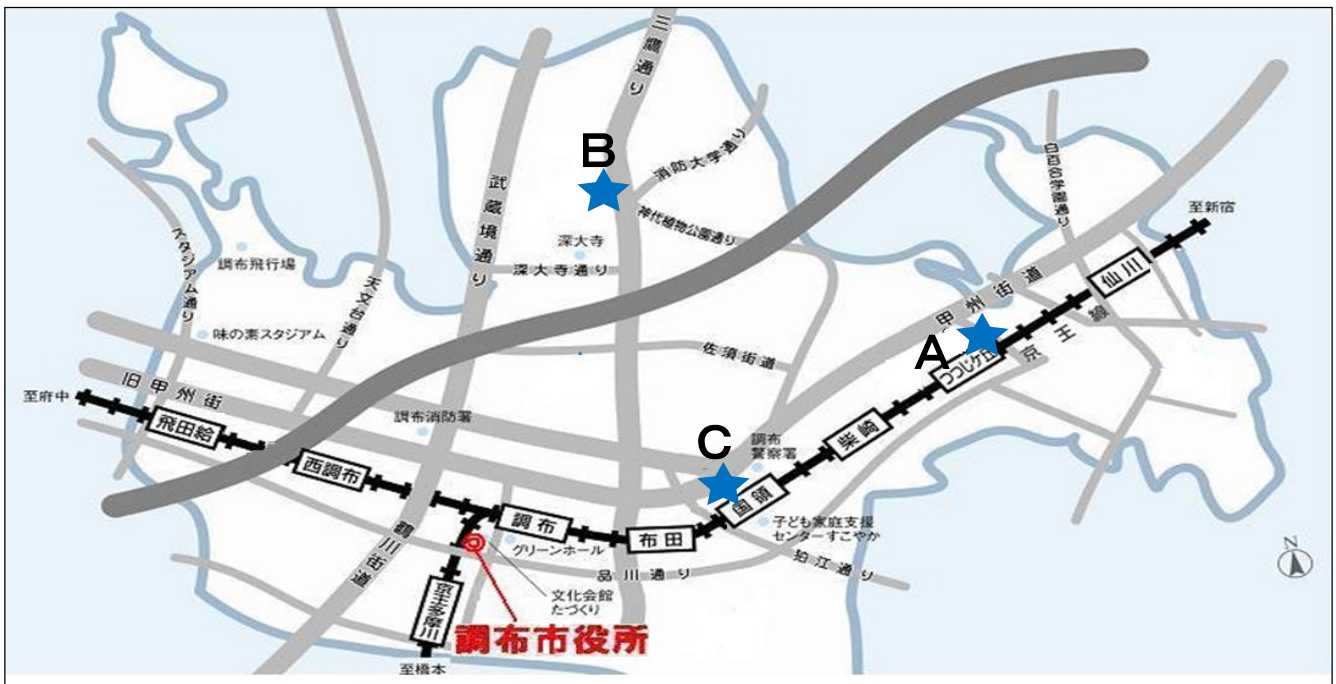 三鷹通り
B
消防大学通り
武蔵境通り
神代植物公園通り
白百合学園通り
至新宿
深大寺
深大寺通り
スタジアム通り
調布飛行場
天文台通り
仙川
甲州街道
味の素スタジアム
A
京王線
佐須街道
つつじケ丘
旧甲州街
至府中
調布消防署
飛田給
C
調布
警察署
柴崎
西調布
国領
調布
布田
子ども家庭支援
センターすこやか
グリーンホール
鶴川街道
品川通り
狛江通り
文化会館
たづくり
京王多摩川
調布市役所
至橋本
N